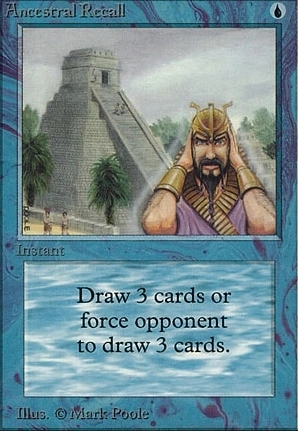 Ancestral Recall
Instant
Draw 3 cards or
force opponent
to draw 3 cards.
Illus. © Mark Poole